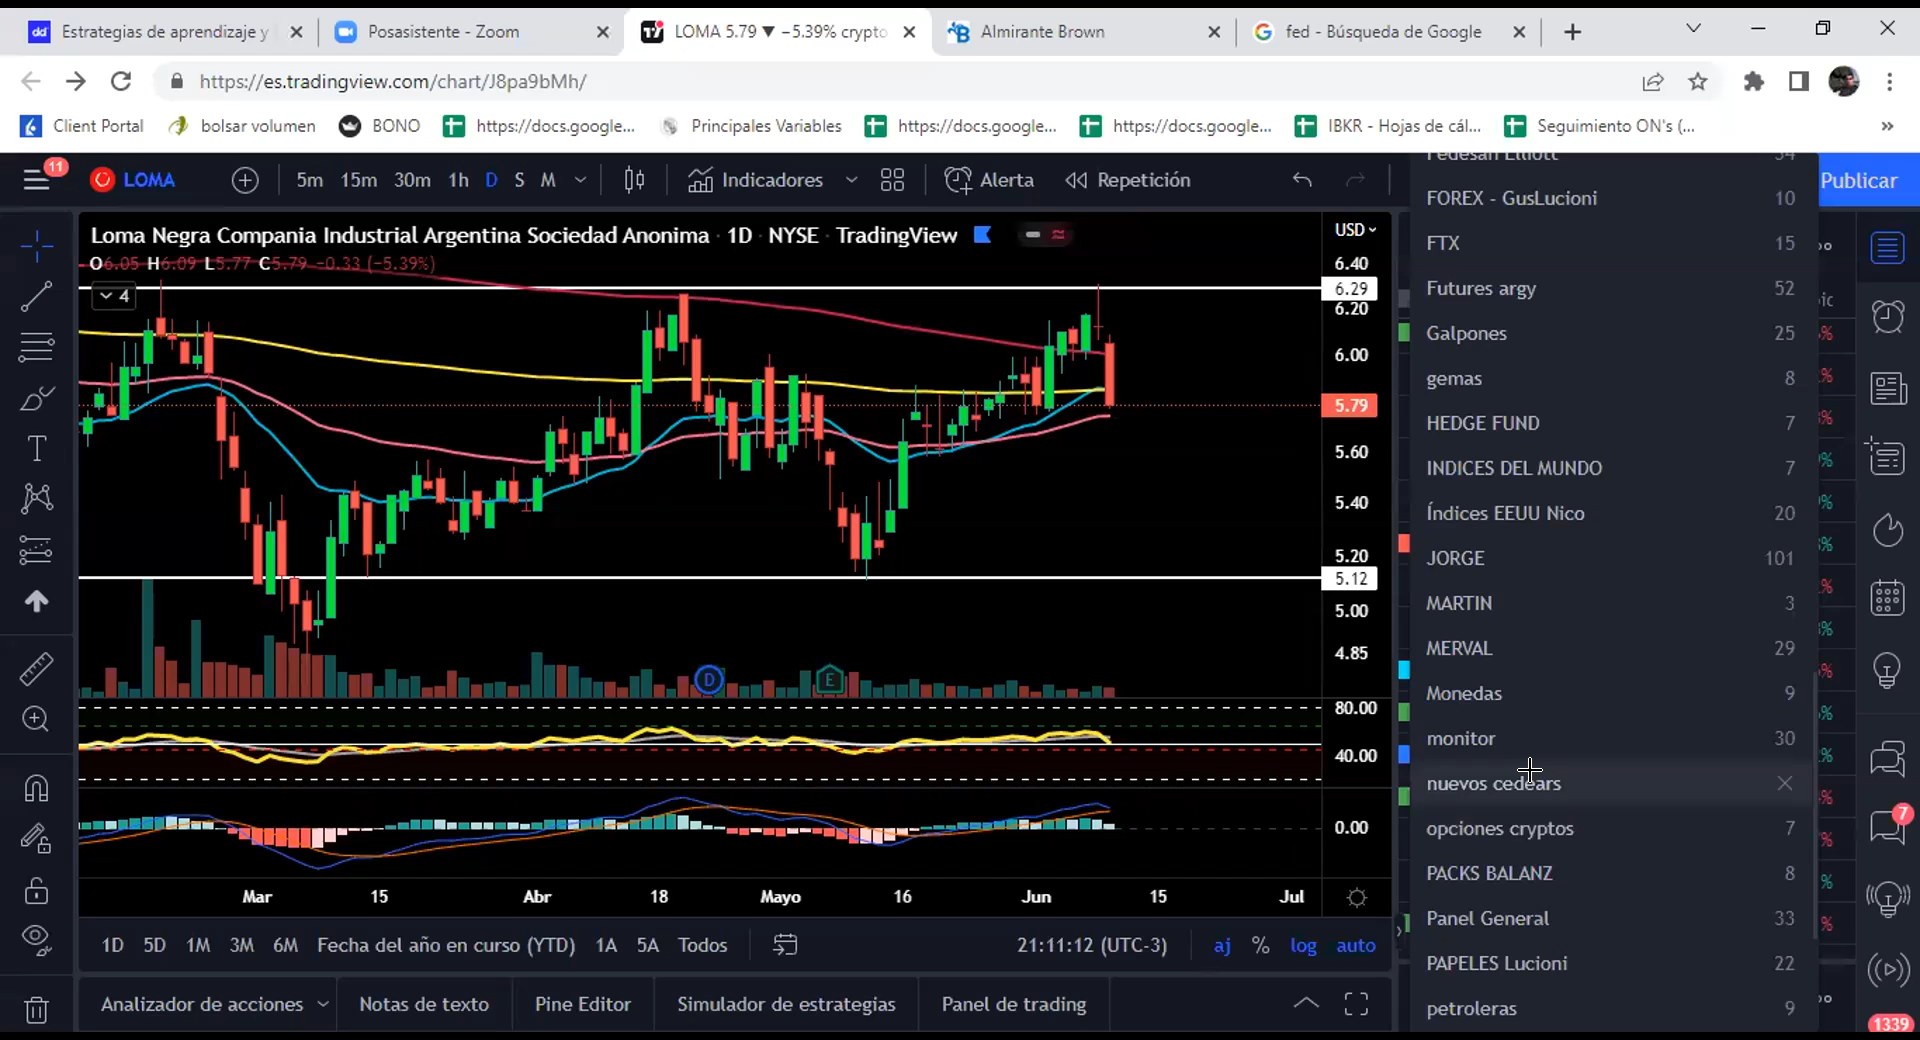 Estrategias de aprendizaje y
Posasistente - Zoom
LOMA 5.79 ▼ −5.39% crypto
Almirante Brown
fed - Búsqueda de Google
https://es.tradingview.com/chart/J8pa9bMh/
Client Portal
bolsar volumen
BONO
https://docs.google...
Principales Variables
https://docs.google...
https://docs.google...
IBKR - Hojas de cál...
Seguimiento ON's (...
»
11
LOMA
5m 15m 30m 1h D S M
Indicadores
Alerta
Repetición
Publicar
Loma Negra Compania Industrial Argentina Sociedad Anonima · 1D · NYSE · TradingView
O6.05 H6.09 L5.77 C5.79 −0.33 (−5.39%)
4
USD
6.40
6.29
6.20
6.00
5.79
5.60
5.40
5.20
5.12
5.00
4.85
D
E
80.00
40.00
0.00
Mar 15 Abr 18 Mayo 16 Jun 15 Jul
1D 5D 1M 3M 6M Fecha del año en curso (YTD) 1A 5A Todos
21:11:12 (UTC-3)
aj % log auto
Analizador de acciones
Notas de texto
Pine Editor
Simulador de estrategias
Panel de trading
Fedesan Elliott 34
FOREX - GusLucioni 10
FTX 15
Futures argy 52
Galpones 25
gemas 8
HEDGE FUND 7
INDICES DEL MUNDO 7
Índices EEUU Nico 20
JORGE 101
MARTIN 3
MERVAL 29
Monedas 9
monitor 30
nuevos cedears
opciones cryptos 7
PACKS BALANZ 8
Panel General 33
PAPELES Lucioni 22
petroleras 9
7
1339